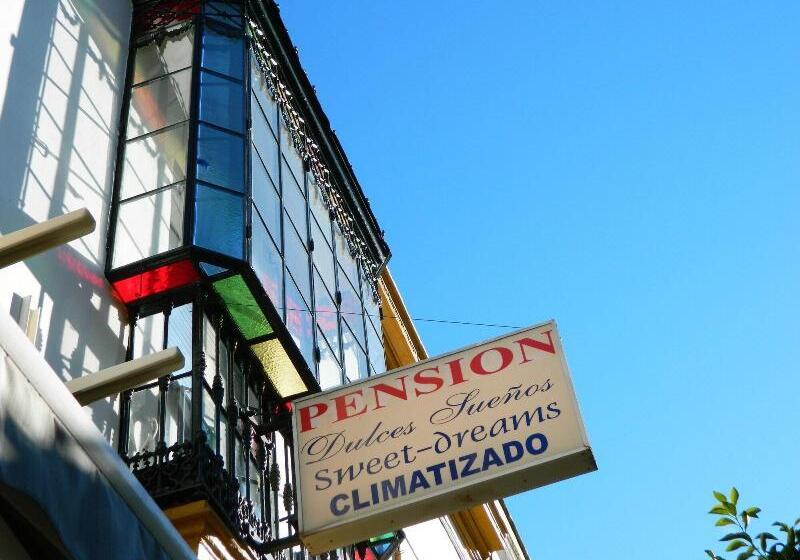 PENSION
Dulces Sueños
sweet-dreams
CLIMATIZADO